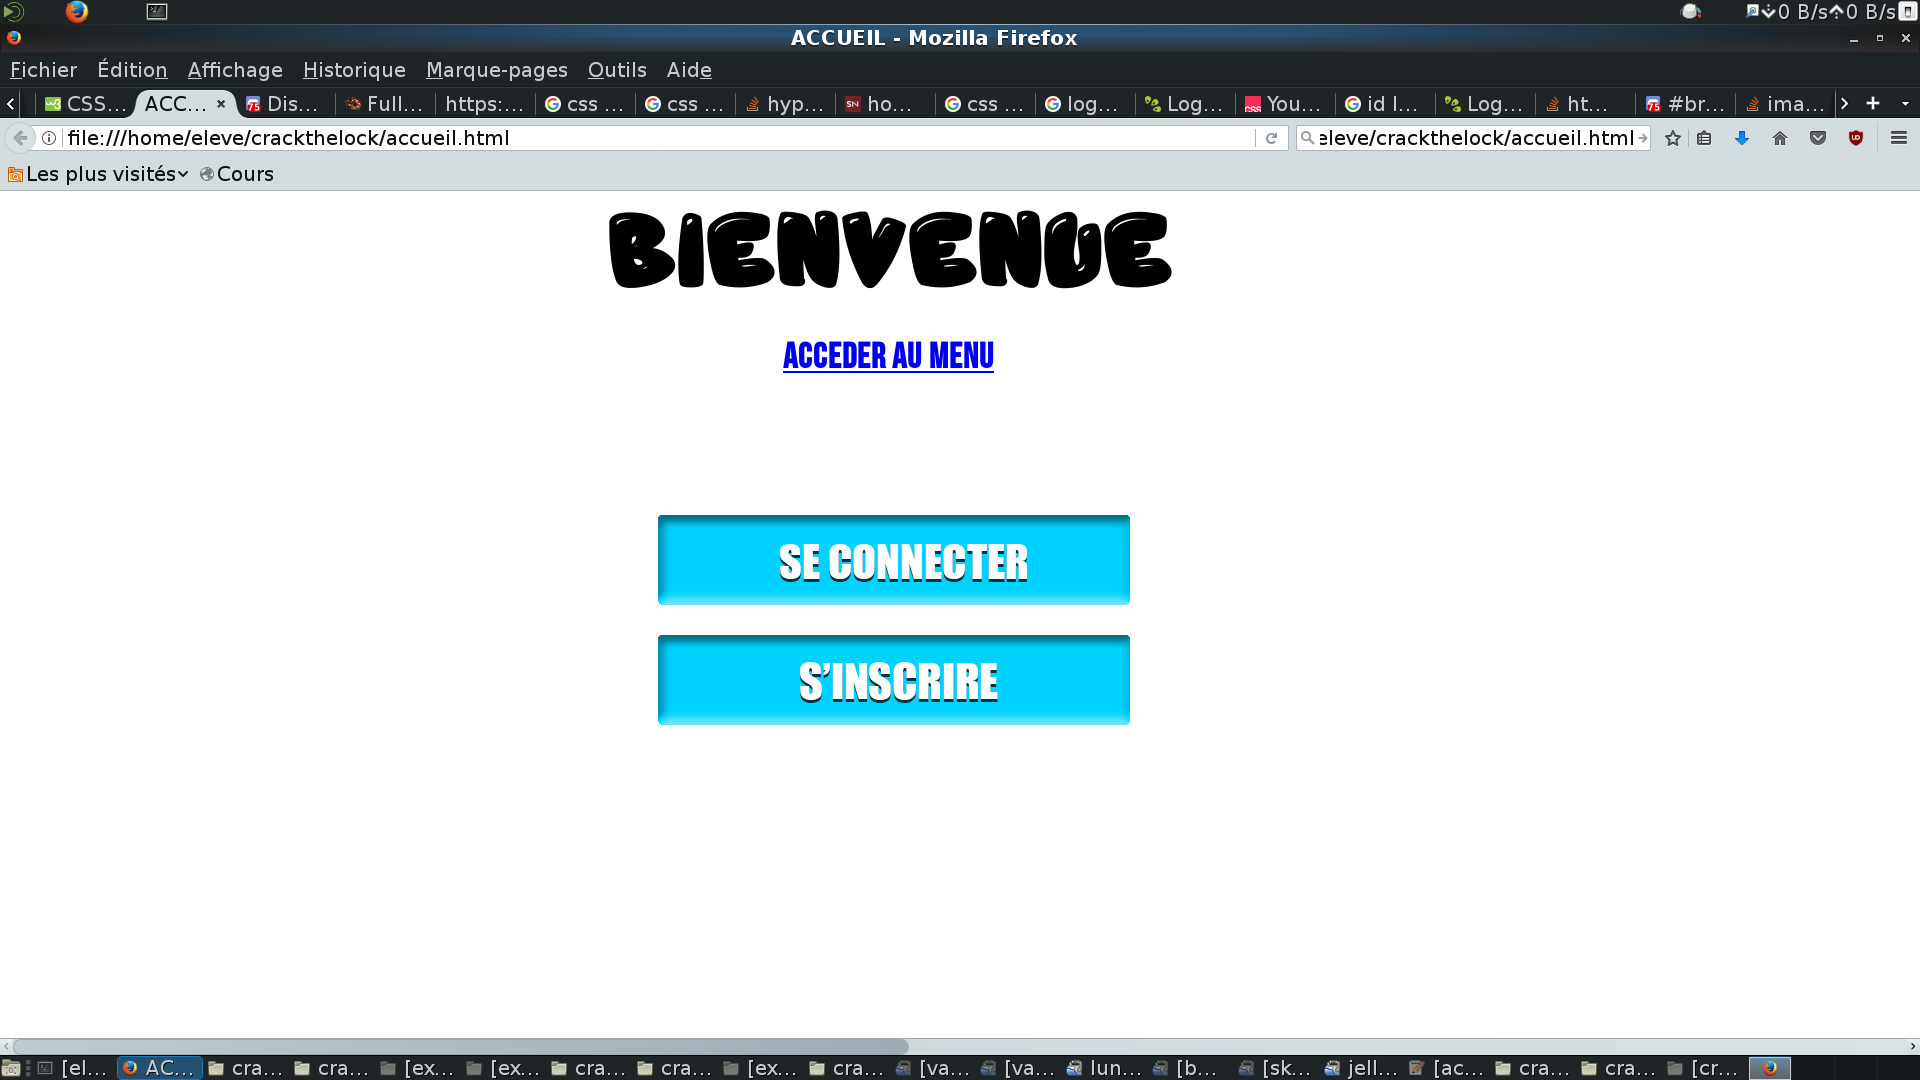 0 B/s 0 B/s
ACCUEIL - Mozilla Firefox
Fichier Édition Affichage Historique Marque-pages Outils Aide
CSS... ACC... Dis... Full... https:... css ... css ... hyp... ho... css ... log... Log... You... id l... Log... ht... #br... ima...
file:///home/eleve/crackthelock/accueil.html eleve/crackthelock/accueil.html
Les plus visités Cours
BIENVENUE
ACCEDER AU MENU
SE CONNECTER
S'INSCRIRE
[el... AC... cra... cra... [ex... [ex... cra... cra... [ex... cra... [va... [va... lun... [b... [sk... jell... [ac... cra... cra... [cr...